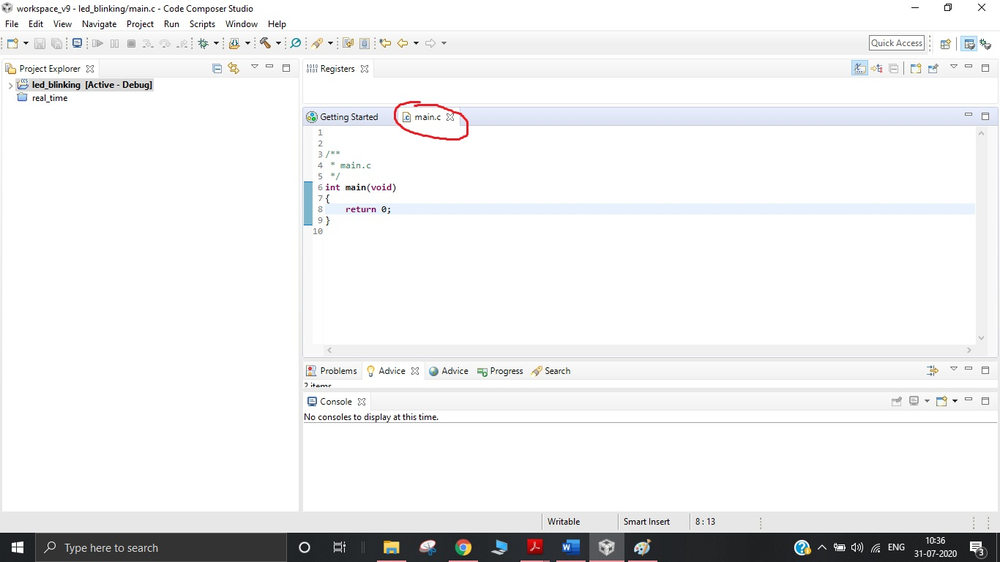 workspace_v9 - led_blinking/main.c - Code Composer Studio
File Edit View Navigate Project Run Scripts Window Help
Quick Access
Project Explorer
led_blinking [Active - Debug]
real_time
1010
0101 Registers
Getting Started main.c
1
2
3 /**
4 * main.c
5 */
6 int main(void)
7 {
8 return 0;
9 }
10
Problems Advice Advice Progress Search
2 items
Console
No consoles to display at this time.
Writable Smart Insert 8 : 13
Type here to search
ENG 10:36
31-07-2020 3